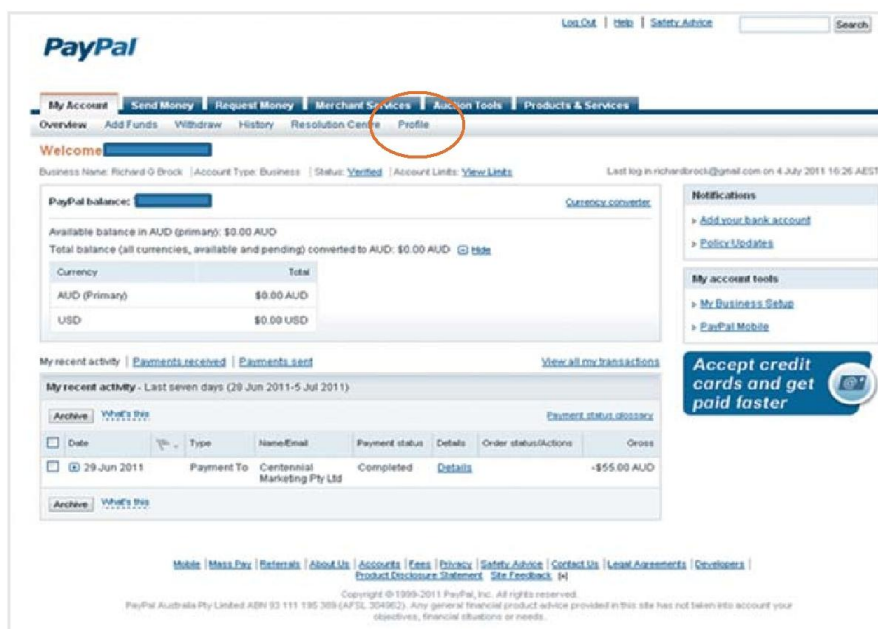 Log Out | Help | Safety Advice Search
PayPal
My Account Send Money Request Money Merchant Services Auction Tools Products & Services
Overview Add Funds Withdraw History Resolution Centre Profile
Welcome
Business Name: Richard G Brock | Account Type: Business | Status: Verified | Account Limits: View Limits Last log in richardbrock@gmail.com on 4 July 2011 16:26 AEST
PayPal balance:
Currency converter
Available balance in AUD (primary): $0.00 AUD
Total balance (all currencies, available and pending) converted to AUD: $0.00 AUD Hide
Currency Total
AUD (Primary) $0.00 AUD
USD $0.00 USD
Notifications
Add your bank account
Policy Updates
My account tools
My Business Setup
PayPal Mobile
Accept credit
cards and get
paid faster
My recent activity | Payments received | Payments sent View all my transactions
My recent activity - Last seven days (29 Jun 2011-5 Jul 2011)
Archive What's this Payment status glossary
Date Type Name/Email Payment status Details Order status/Actions Gross
29 Jun 2011 Payment To Centennial Completed Details -$55.00 AUD
Marketing Pty Ltd
Archive What's this
Mobile | Mass Pay | Referrals | About Us | Accounts | Fees | Privacy | Safety Advice | Contact Us | Legal Agreements | Developers |
Product Disclosure Statement Site Feedback [+]
Copyright © 1999-2011 PayPal, Inc. All rights reserved.
PayPal Australia Pty Limited ABN 93 111 195 389 (AFSL 304962). Any general financial product advice provided in this site has not taken into account your
objectives, financial situations or needs.